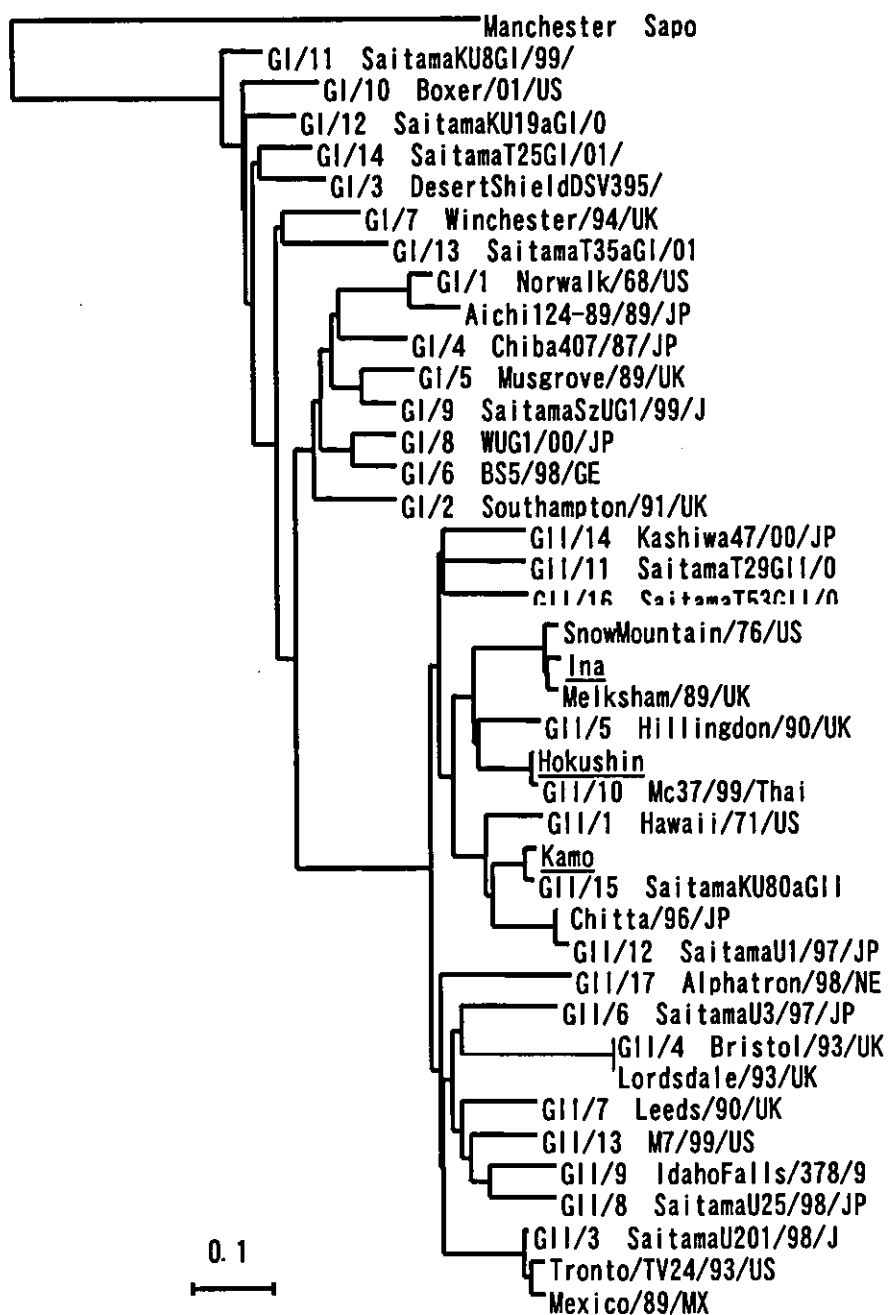 Manchester Sapo
GI/11 SaitamaKU8GI/99/
GI/10 Boxer/01/US
GI/12 SaitamaKU19aGI/0
GI/14 SaitamaT25GI/01/
GI/3 DesertShieldDSV395/
GI/7 Winchester/94/UK
GI/13 SaitamaT35aGI/01
GI/1 Norwalk/68/US
Aichi124-89/89/JP
GI/4 Chiba407/87/JP
GI/5 Musgrove/89/UK
GI/9 SaitamaSzUG1/99/J
GI/8 WUG1/00/JP
GI/6 BS5/98/GE
GI/2 Southampton/91/UK
GII/14 Kashiwa47/00/JP
GII/11 SaitamaT29GII/0
GII/16 SaitamaT53GII/0
SnowMountain/76/US
Ina
Melksham/89/UK
GII/5 Hillingdon/90/UK
Hokushin
GII/10 Mc37/99/Thai
GII/1 Hawaii/71/US
Kamo
GII/15 SaitamaKU80aGII
Chitta/96/JP
GII/12 SaitamaU1/97/JP
GII/17 Alphatron/98/NE
GII/6 SaitamaU3/97/JP
GII/4 Bristol/93/UK
Lordsdale/93/UK
GII/7 Leeds/90/UK
GII/13 M7/99/US
GII/9 IdahoFalls/378/9
GII/8 SaitamaU25/98/JP
GII/3 SaitamaU201/98/J
Tronto/TV24/93/US
Mexico/89/MX
0.1